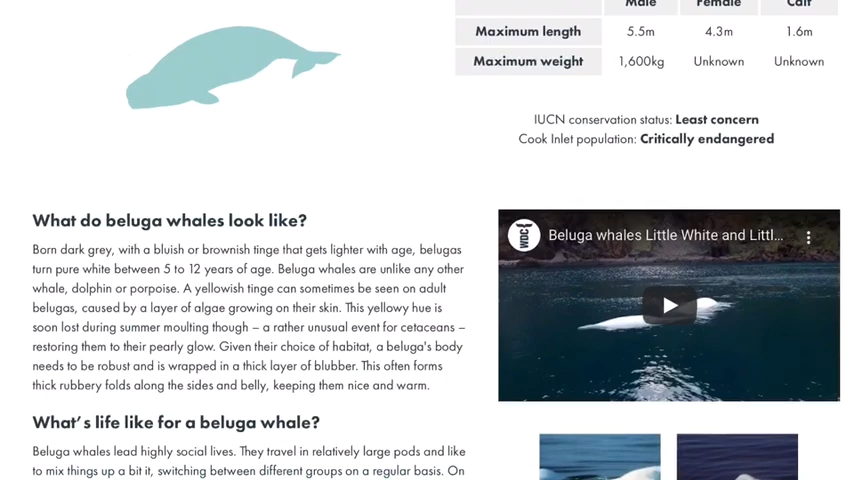 Male Female Calf
Maximum length 5.5m 4.3m 1.6m
Maximum weight 1,600kg Unknown Unknown
IUCN conservation status: Least concern
Cook Inlet population: Critically endangered
What do beluga whales look like?
Born dark grey, with a bluish or brownish tinge that gets lighter with age, belugas
turn pure white between 5 to 12 years of age. Beluga whales are unlike any other
whale, dolphin or porpoise. A yellowish tinge can sometimes be seen on adult
belugas, caused by a layer of algae growing on their skin. This yellowy hue is
soon lost during summer moulting though – a rather unusual event for cetaceans –
restoring them to their pearly glow. Given their choice of habitat, a beluga's body
needs to be robust and is wrapped in a thick layer of blubber. This often forms
thick rubbery folds along the sides and belly, keeping them nice and warm.
What's life like for a beluga whale?
Beluga whales lead highly social lives. They travel in relatively large pods and like
to mix things up a bit it, switching between different groups on a regular basis. On
WDC
Beluga whales Little White and Littl...